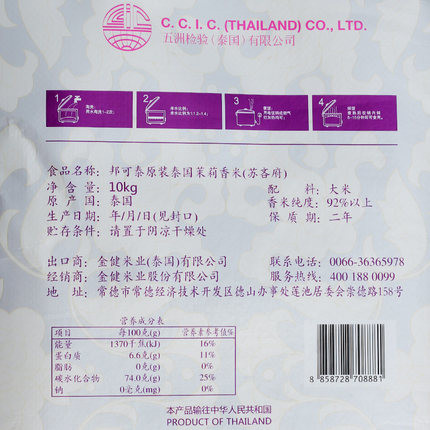 C. C. I. C. (THAILAND) CO., LTD.
五洲检验(泰国)有限公司
1
2
3
4
食品名称: 邦可泰原装泰国茉莉香米(苏吝府)
净含量: 10kg 配料: 大米
原产国: 泰国 香米纯度: 92%以上
生产日期: 年/月/日(见封口) 保质期: 二年
贮存条件: 请置于阴凉干燥处
出口商: 金健米业(泰国)有限公司 联系电话: 0066-36365978
经销商: 金健米业股份有限公司 服务热线: 400 188 0099
地址: 常德市常德经济技术开发区德山办事处莲池居委会崇德路158号
营养成分表
项目 每100克(g) 营养素参考值%
能量 1370千焦(kJ) 16%
蛋白质 6.6克(g) 11%
脂肪 0克(g) 0%
碳水化合物 74.0克(g) 25%
钠 0毫克(mg) 0%
8 858728 708881
本产品输往中华人民共和国
PRODUCT OF THAILAND